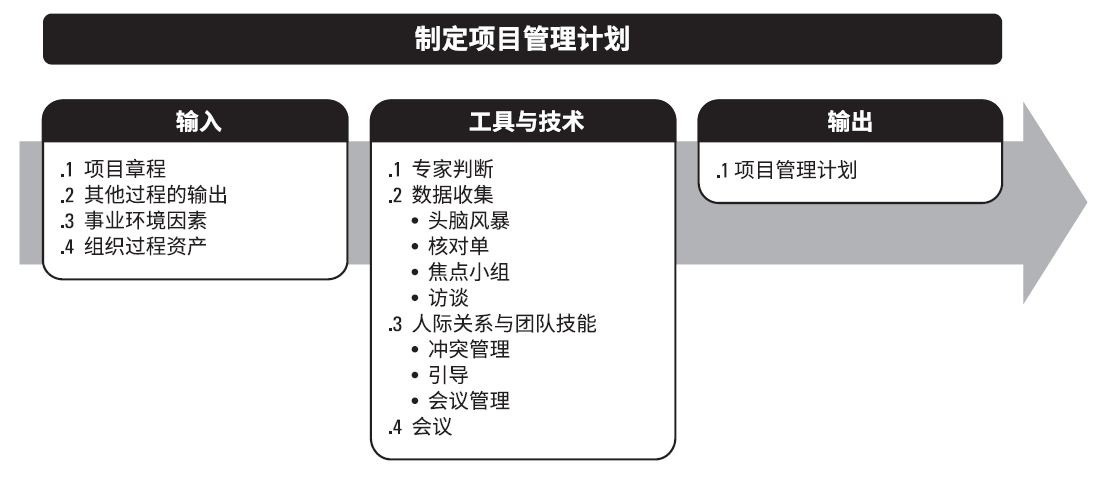 制定项目管理计划
输入
.1 项目章程
.2 其他过程的输出
.3 事业环境因素
.4 组织过程资产
工具与技术
.1 专家判断
.2 数据收集
• 头脑风暴
• 核对单
• 焦点小组
• 访谈
.3 人际关系与团队技能
• 冲突管理
• 引导
• 会议管理
.4 会议
输出
.1 项目管理计划